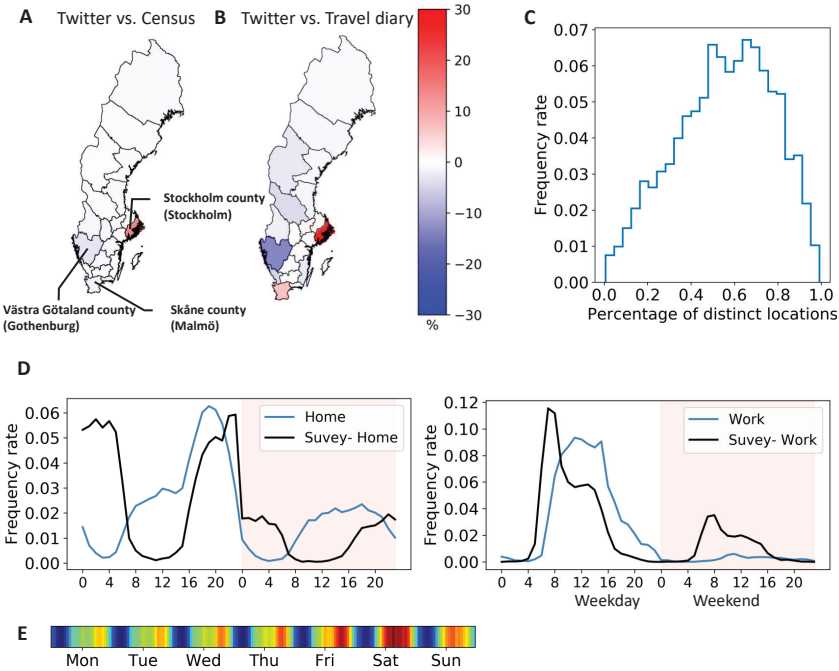 A Twitter vs. Census B Twitter vs. Travel diary
30
20
10
0
−10
−20
−30
%
Stockholm county
(Stockholm)
Västra Götaland county
(Gothenburg)
Skåne county
(Malmö)
C
Frequency rate
0.07
0.06
0.05
0.04
0.03
0.02
0.01
0.00
0.0 0.2 0.4 0.6 0.8 1.0
Percentage of distinct locations
D
Frequency rate
0.06
0.05
0.04
0.03
0.02
0.01
0.00
Home
Suvey- Home
0 4 8 12 16 20 0 4 8 12 16 20
Frequency rate
0.12
0.10
0.08
0.06
0.04
0.02
0.00
Work
Suvey- Work
0 4 8 12 16 20 0 4 8 12 16 20
Weekday Weekend
E
Mon Tue Wed Thu Fri Sat Sun